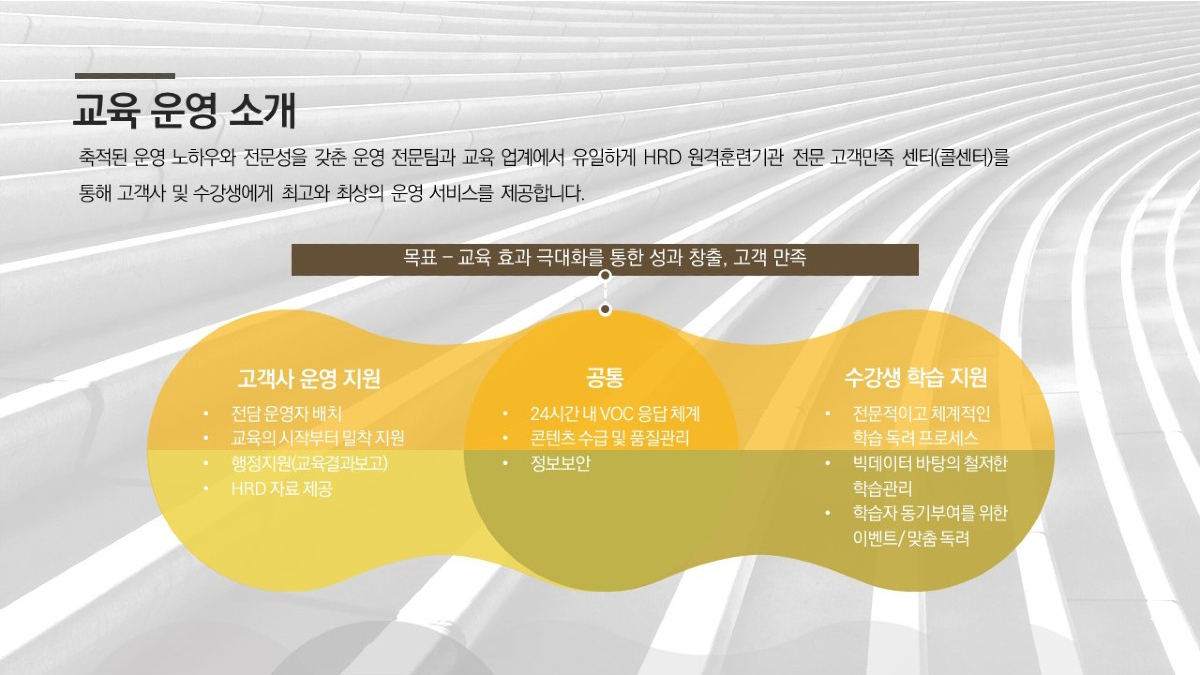 교육 운영 소개
축적된 운영 노하우와 전문성을 갖춘 운영 전문팀과 교육 업계에서 유일하게 HRD 원격훈련기관 전문 고객만족 센터(콜센터)를
통해 고객사 및 수강생에게 최고와 최상의 운영 서비스를 제공합니다.
목표 – 교육 효과 극대화를 통한 성과 창출, 고객 만족
고객사 운영 지원
• 전담 운영자 배치
• 교육의 시작부터 밀착 지원
• 행정지원(교육결과보고)
• HRD 자료 제공
공통
• 24시간 내 VOC 응답 체계
• 콘텐츠 수급 및 품질관리
• 정보보안
수강생 학습 지원
• 전문적이고 체계적인
학습 독려 프로세스
• 빅데이터 바탕의 철저한
학습관리
• 학습자 동기부여를 위한
이벤트/ 맞춤 독려